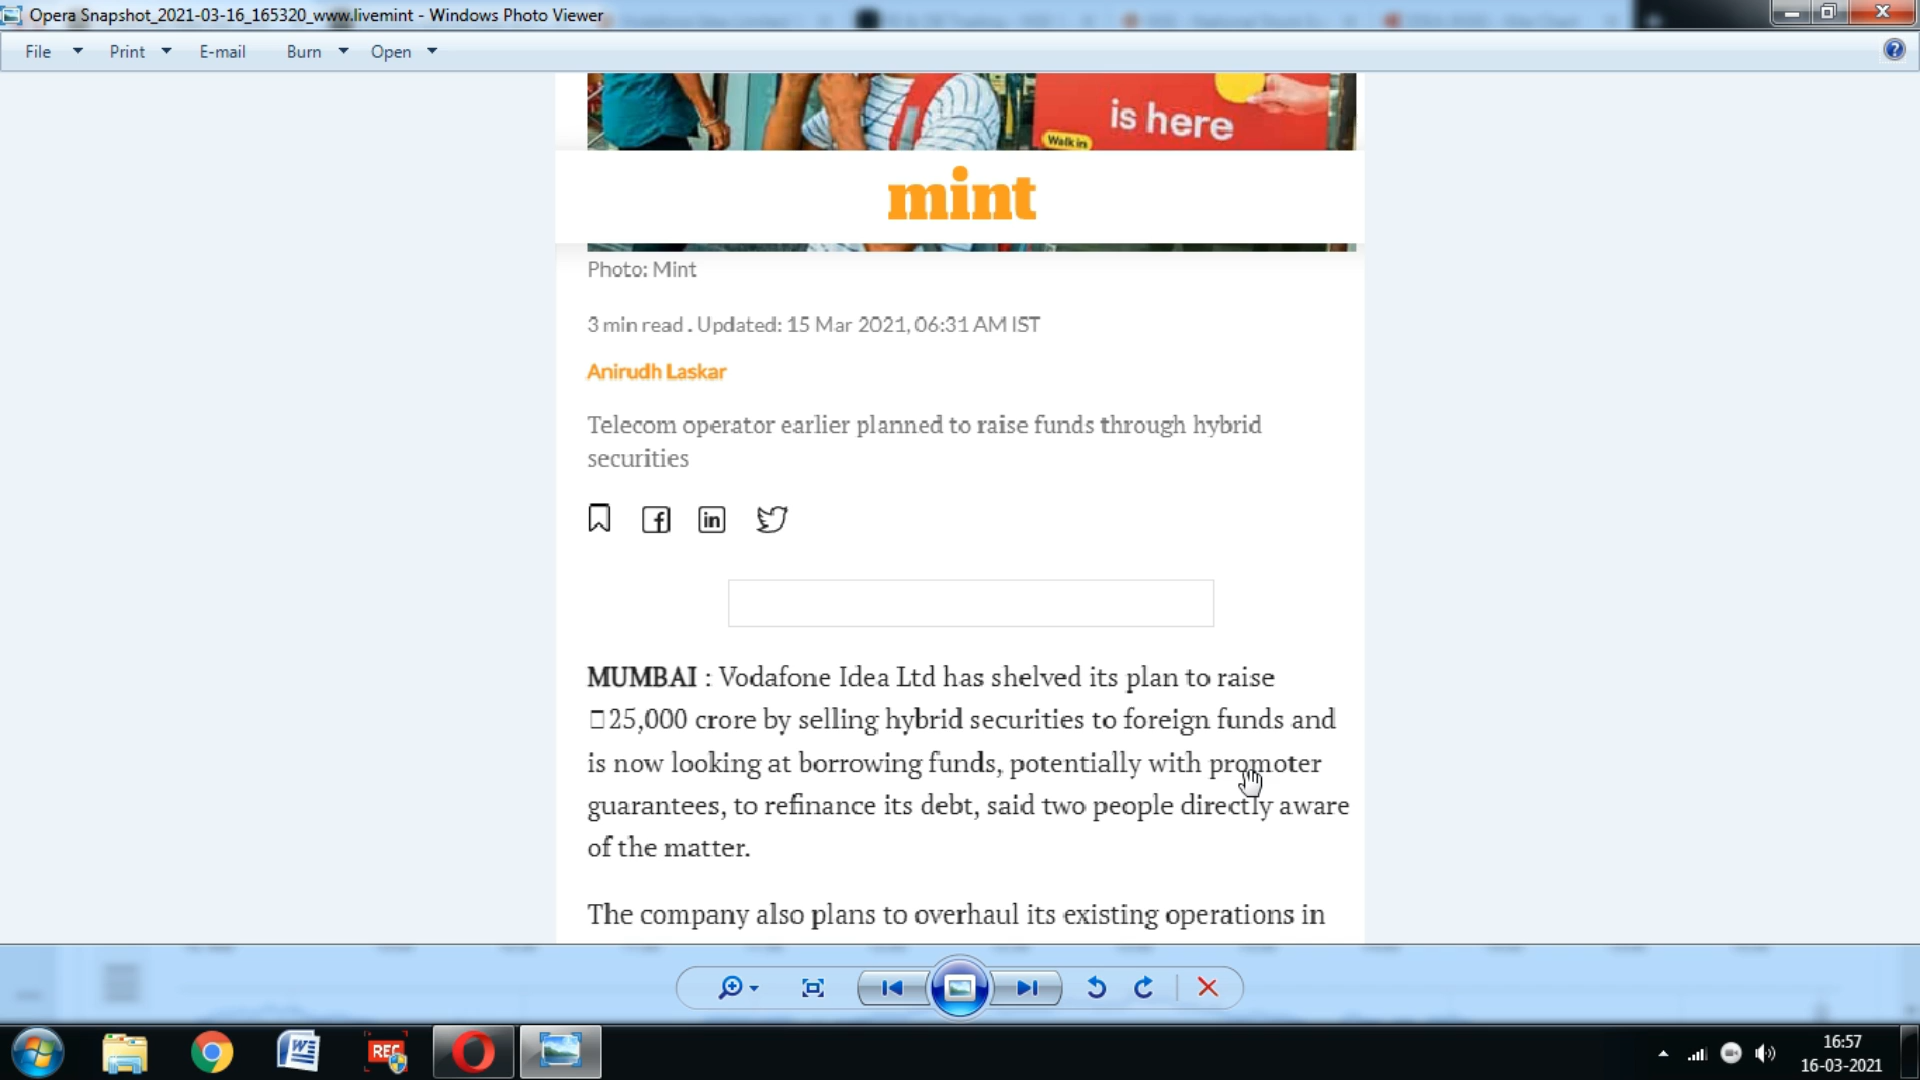 Opera Snapshot_2021-03-16_165320_www.livemint - Windows Photo Viewer
File Print E-mail Burn Open
is here
Walk in
mint
Photo: Mint
3 min read . Updated: 15 Mar 2021, 06:31 AM IST
Anirudh Laskar
Telecom operator earlier planned to raise funds through hybrid
securities
MUMBAI : Vodafone Idea Ltd has shelved its plan to raise
□25,000 crore by selling hybrid securities to foreign funds and
is now looking at borrowing funds, potentially with promoter
guarantees, to refinance its debt, said two people directly aware
of the matter.
The company also plans to overhaul its existing operations in
REC
16:57
16-03-2021